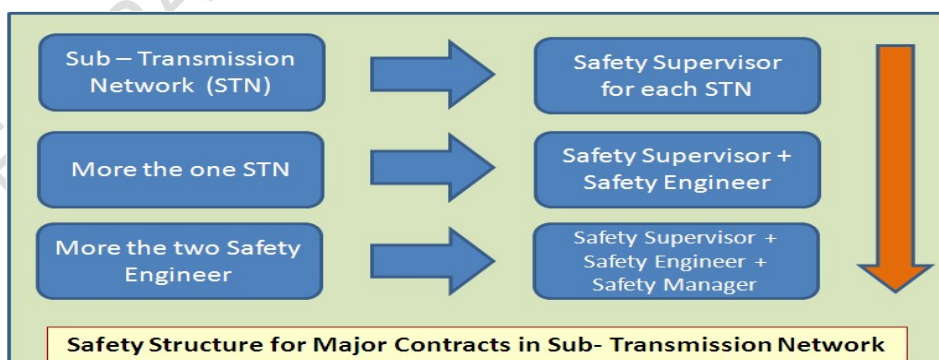 Sub – Transmission
Network (STN)
Safety Supervisor
for each STN
More the one STN
Safety Supervisor +
Safety Engineer
More the two Safety
Engineer
Safety Supervisor +
Safety Engineer +
Safety Manager
Safety Structure for Major Contracts in Sub- Transmission Network